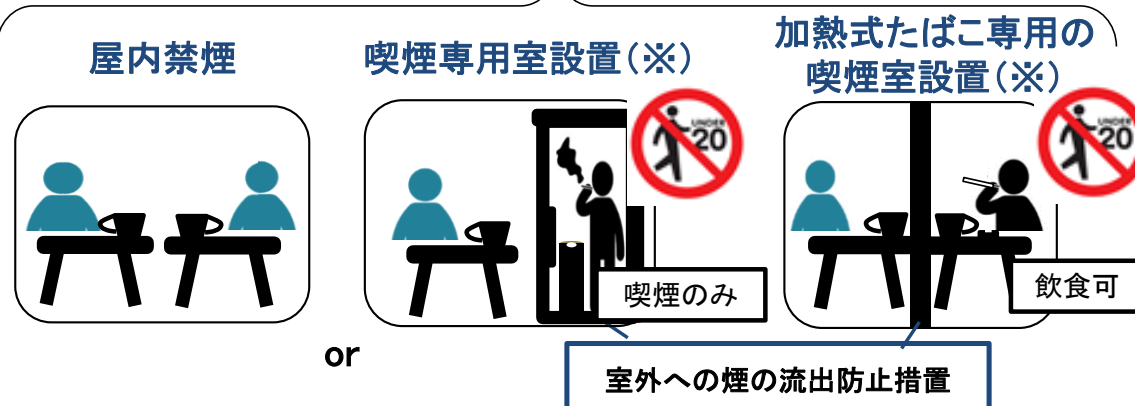 屋内禁煙
喫煙専用室設置(※)
加熱式たばこ専用の
喫煙室設置(※)
UNDER
20
UNDER
20
喫煙のみ
飲食可
or
室外への煙の流出防止措置